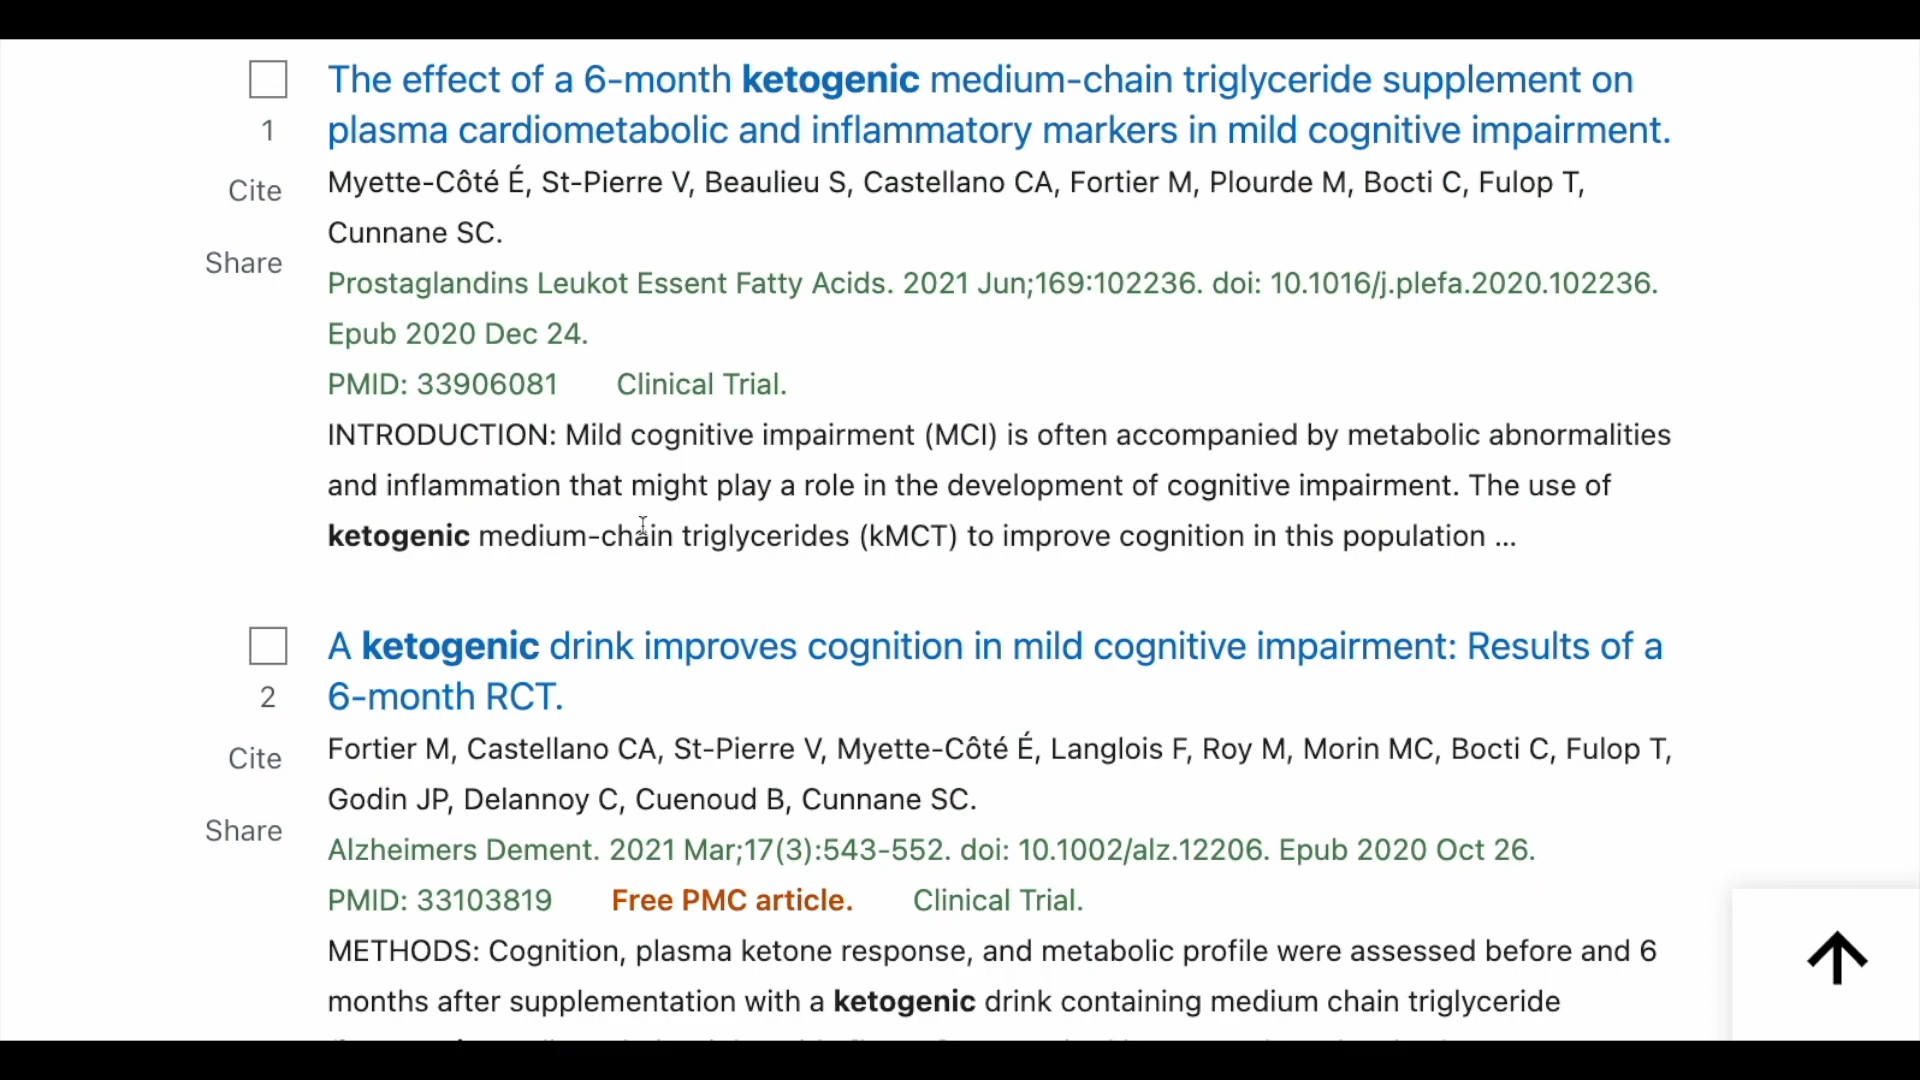 The effect of a 6-month ketogenic medium-chain triglyceride supplement on
1
plasma cardiometabolic and inflammatory markers in mild cognitive impairment.
Cite
Myette-Côté É, St-Pierre V, Beaulieu S, Castellano CA, Fortier M, Plourde M, Bocti C, Fulop T,
Cunnane SC.
Share
Prostaglandins Leukot Essent Fatty Acids. 2021 Jun;169:102236. doi: 10.1016/j.plefa.2020.102236.
Epub 2020 Dec 24.
PMID: 33906081 Clinical Trial.
INTRODUCTION: Mild cognitive impairment (MCI) is often accompanied by metabolic abnormalities
and inflammation that might play a role in the development of cognitive impairment. The use of
ketogenic medium-chain triglycerides (kMCT) to improve cognition in this population ...
A ketogenic drink improves cognition in mild cognitive impairment: Results of a
2
6-month RCT.
Cite
Fortier M, Castellano CA, St-Pierre V, Myette-Côté É, Langlois F, Roy M, Morin MC, Bocti C, Fulop T,
Godin JP, Delannoy C, Cuenoud B, Cunnane SC.
Share
Alzheimers Dement. 2021 Mar;17(3):543-552. doi: 10.1002/alz.12206. Epub 2020 Oct 26.
PMID: 33103819 Free PMC article. Clinical Trial.
METHODS: Cognition, plasma ketone response, and metabolic profile were assessed before and 6
months after supplementation with a ketogenic drink containing medium chain triglyceride